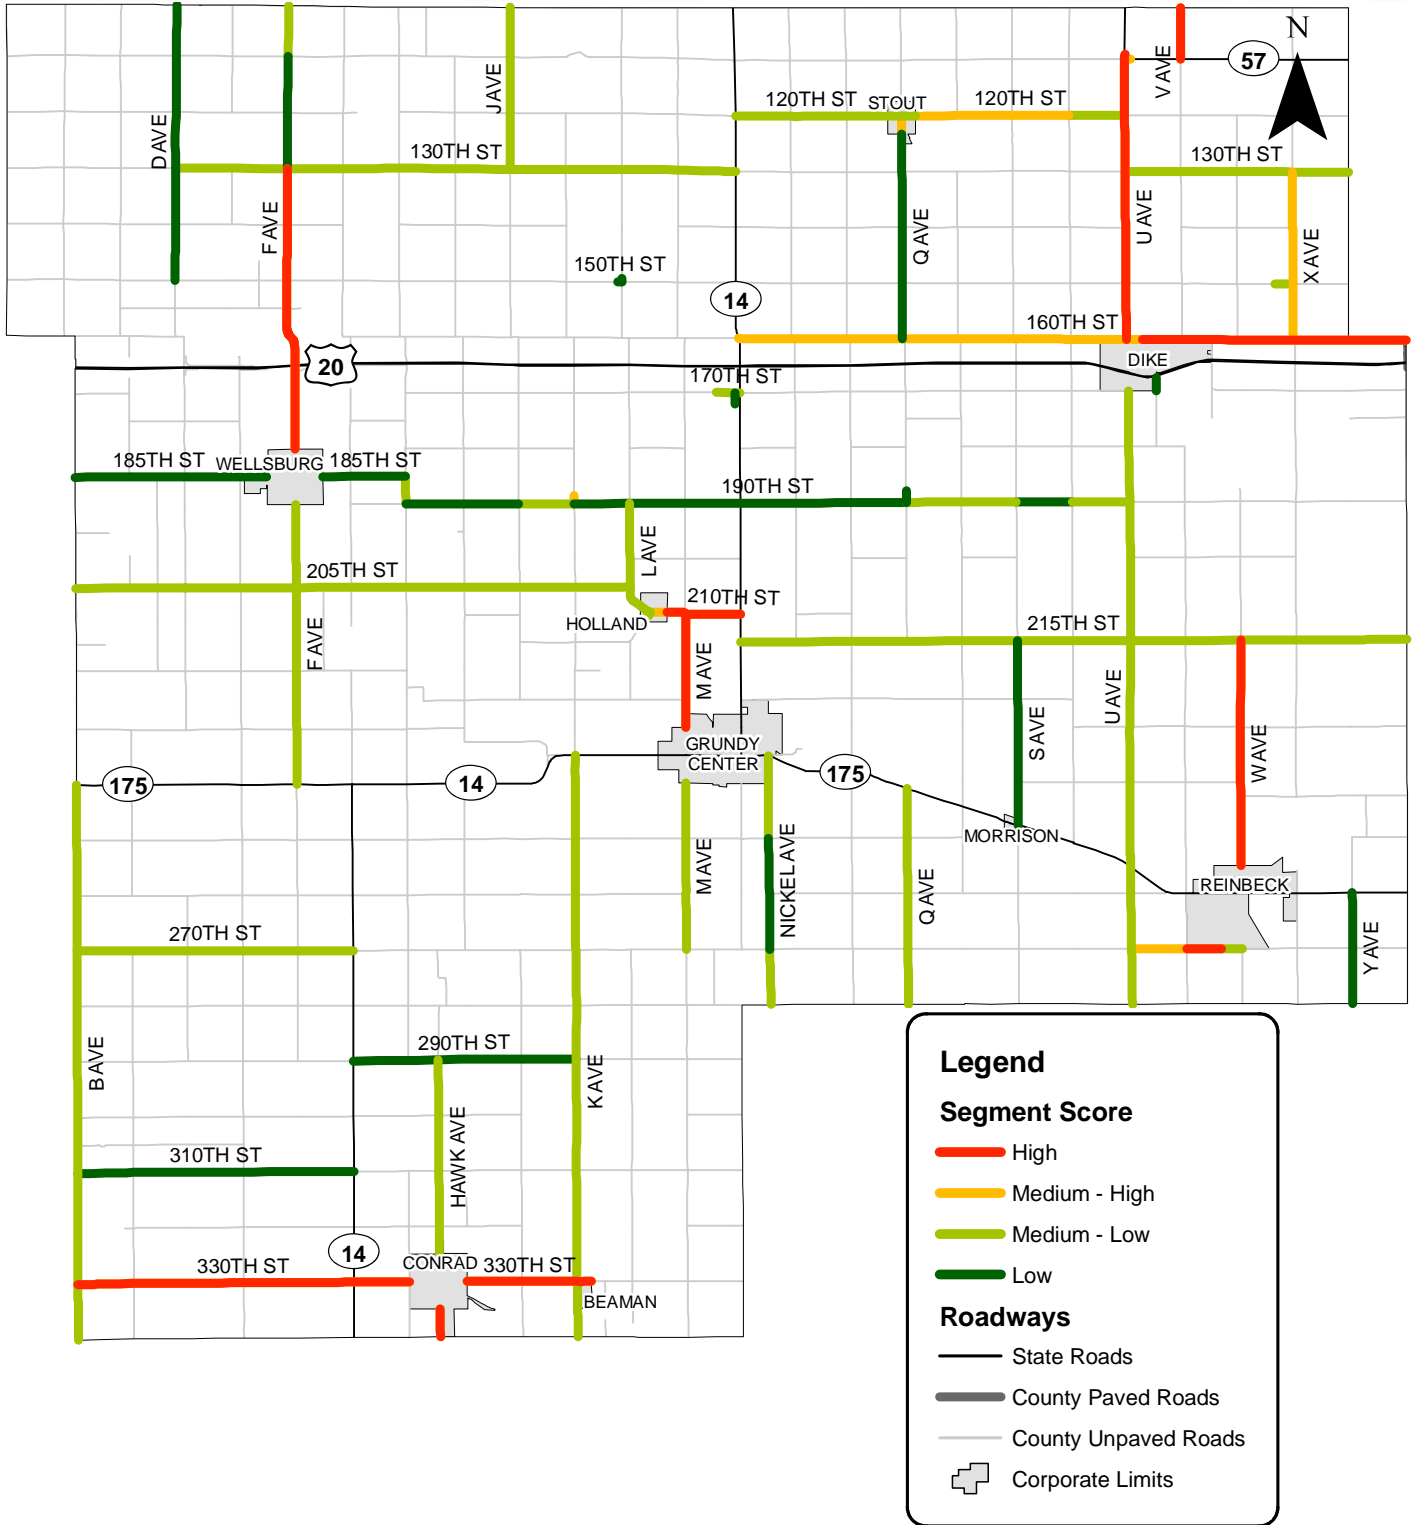 N
57
V AVE
J AVE
120TH ST
STOUT
120TH ST
D AVE
130TH ST
130TH ST
F AVE
Q AVE
U AVE
X AVE
150TH ST
14
160TH ST
20
DIKE
170TH ST
185TH ST
WELLSBURG
185TH ST
190TH ST
L AVE
205TH ST
210TH ST
HOLLAND
215TH ST
F AVE
M AVE
U AVE
S AVE
W AVE
GRUNDY
CENTER
175
14
175
MORRISON
M AVE
NICKEL AVE
Q AVE
REINBECK
270TH ST
Y AVE
290TH ST
B AVE
K AVE
HAWK AVE
310TH ST
14
CONRAD
330TH ST
330TH ST
BEAMAN
Legend
Segment Score
High
Medium - High
Medium - Low
Low
Roadways
State Roads
County Paved Roads
County Unpaved Roads
Corporate Limits